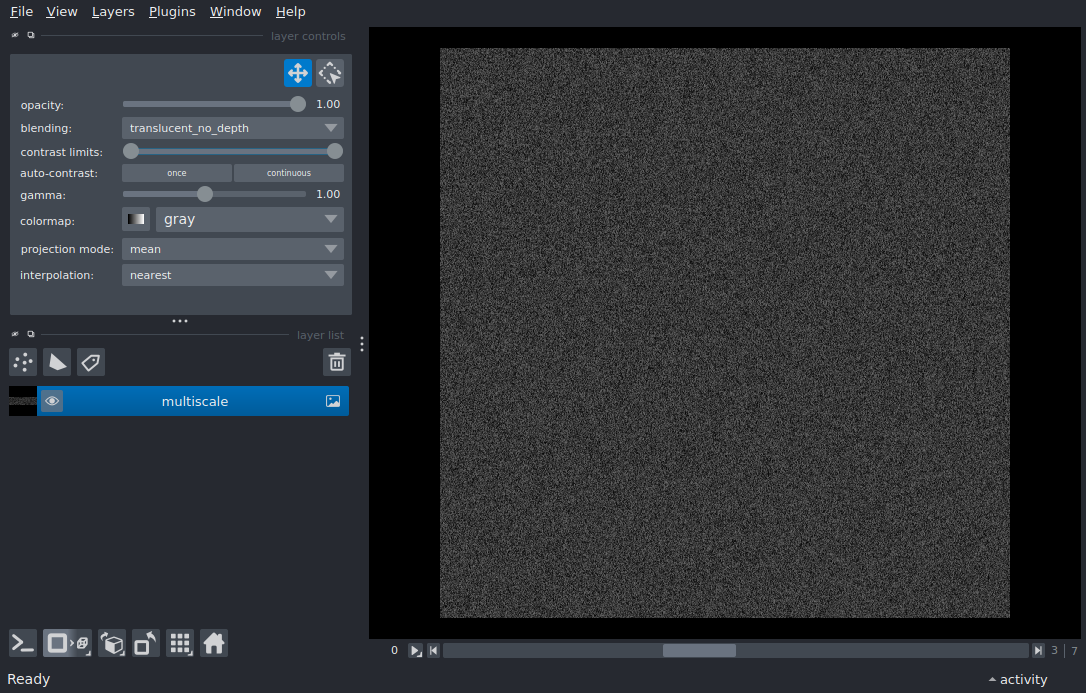 File View Layers Plugins Window Help
layer controls
opacity: 1.00
blending: translucent_no_depth
contrast limits:
auto-contrast: once continuous
gamma: 1.00
colormap: gray
projection mode: mean
interpolation: nearest
layer list
multiscale
0 3 | 7
Ready activity